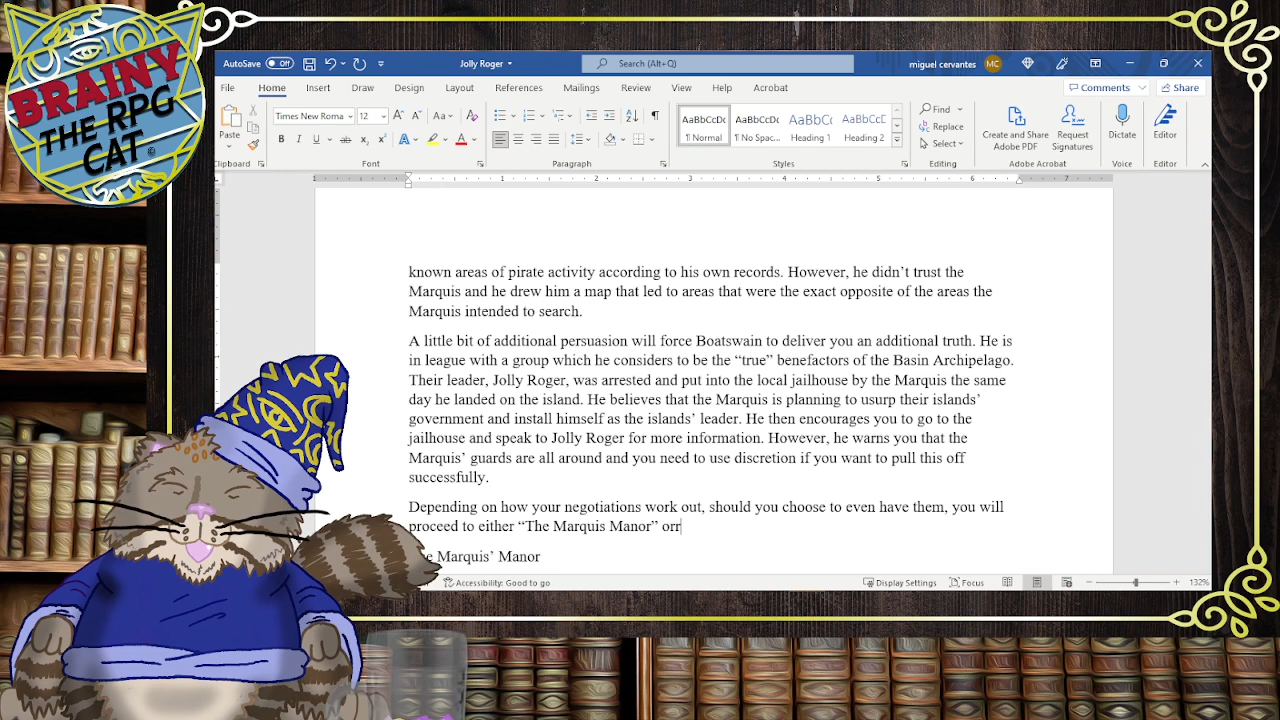 BRAINY
THE RPG
CAT
©
AutoSave Off
Jolly Roger
Search (Alt+Q)
miguel cervantes MC
File Home Insert Draw Design Layout References Mailings Review View Help Acrobat
Comments Share
Paste
Times New Roma 12
Aa
B I U ab
AaBbCcDc AaBbCcDc AaBbCc AaBbCcE
¶ Normal ¶ No Spac... Heading 1 Heading 2
Find
Replace
Select
Create and Share Adobe PDF
Request Signatures
Dictate
Editor
Clipboard Font Paragraph Styles Editing Adobe Acrobat Voice Editor
1 1 2 3 4 5 6 7
known areas of pirate activity according to his own records. However, he didn’t trust the
Marquis and he drew him a map that led to areas that were the exact opposite of the areas the
Marquis intended to search.
A little bit of additional persuasion will force Boatswain to deliver you an additional truth. He is
in league with a group which he considers to be the “true” benefactors of the Basin Archipelago.
Their leader, Jolly Roger, was arrested and put into the local jailhouse by the Marquis the same
day he landed on the island. He believes that the Marquis is planning to usurp their islands’
government and install himself as the islands’ leader. He then encourages you to go to the
jailhouse and speak to Jolly Roger for more information. However, he warns you that the
Marquis’ guards are all around and you need to use discretion if you want to pull this off
successfully.
Depending on how your negotiations work out, should you choose to even have them, you will
proceed to either “The Marquis Manor” orr
Marquis’ Manor
Accessibility: Good to go
Display Settings Focus 132%